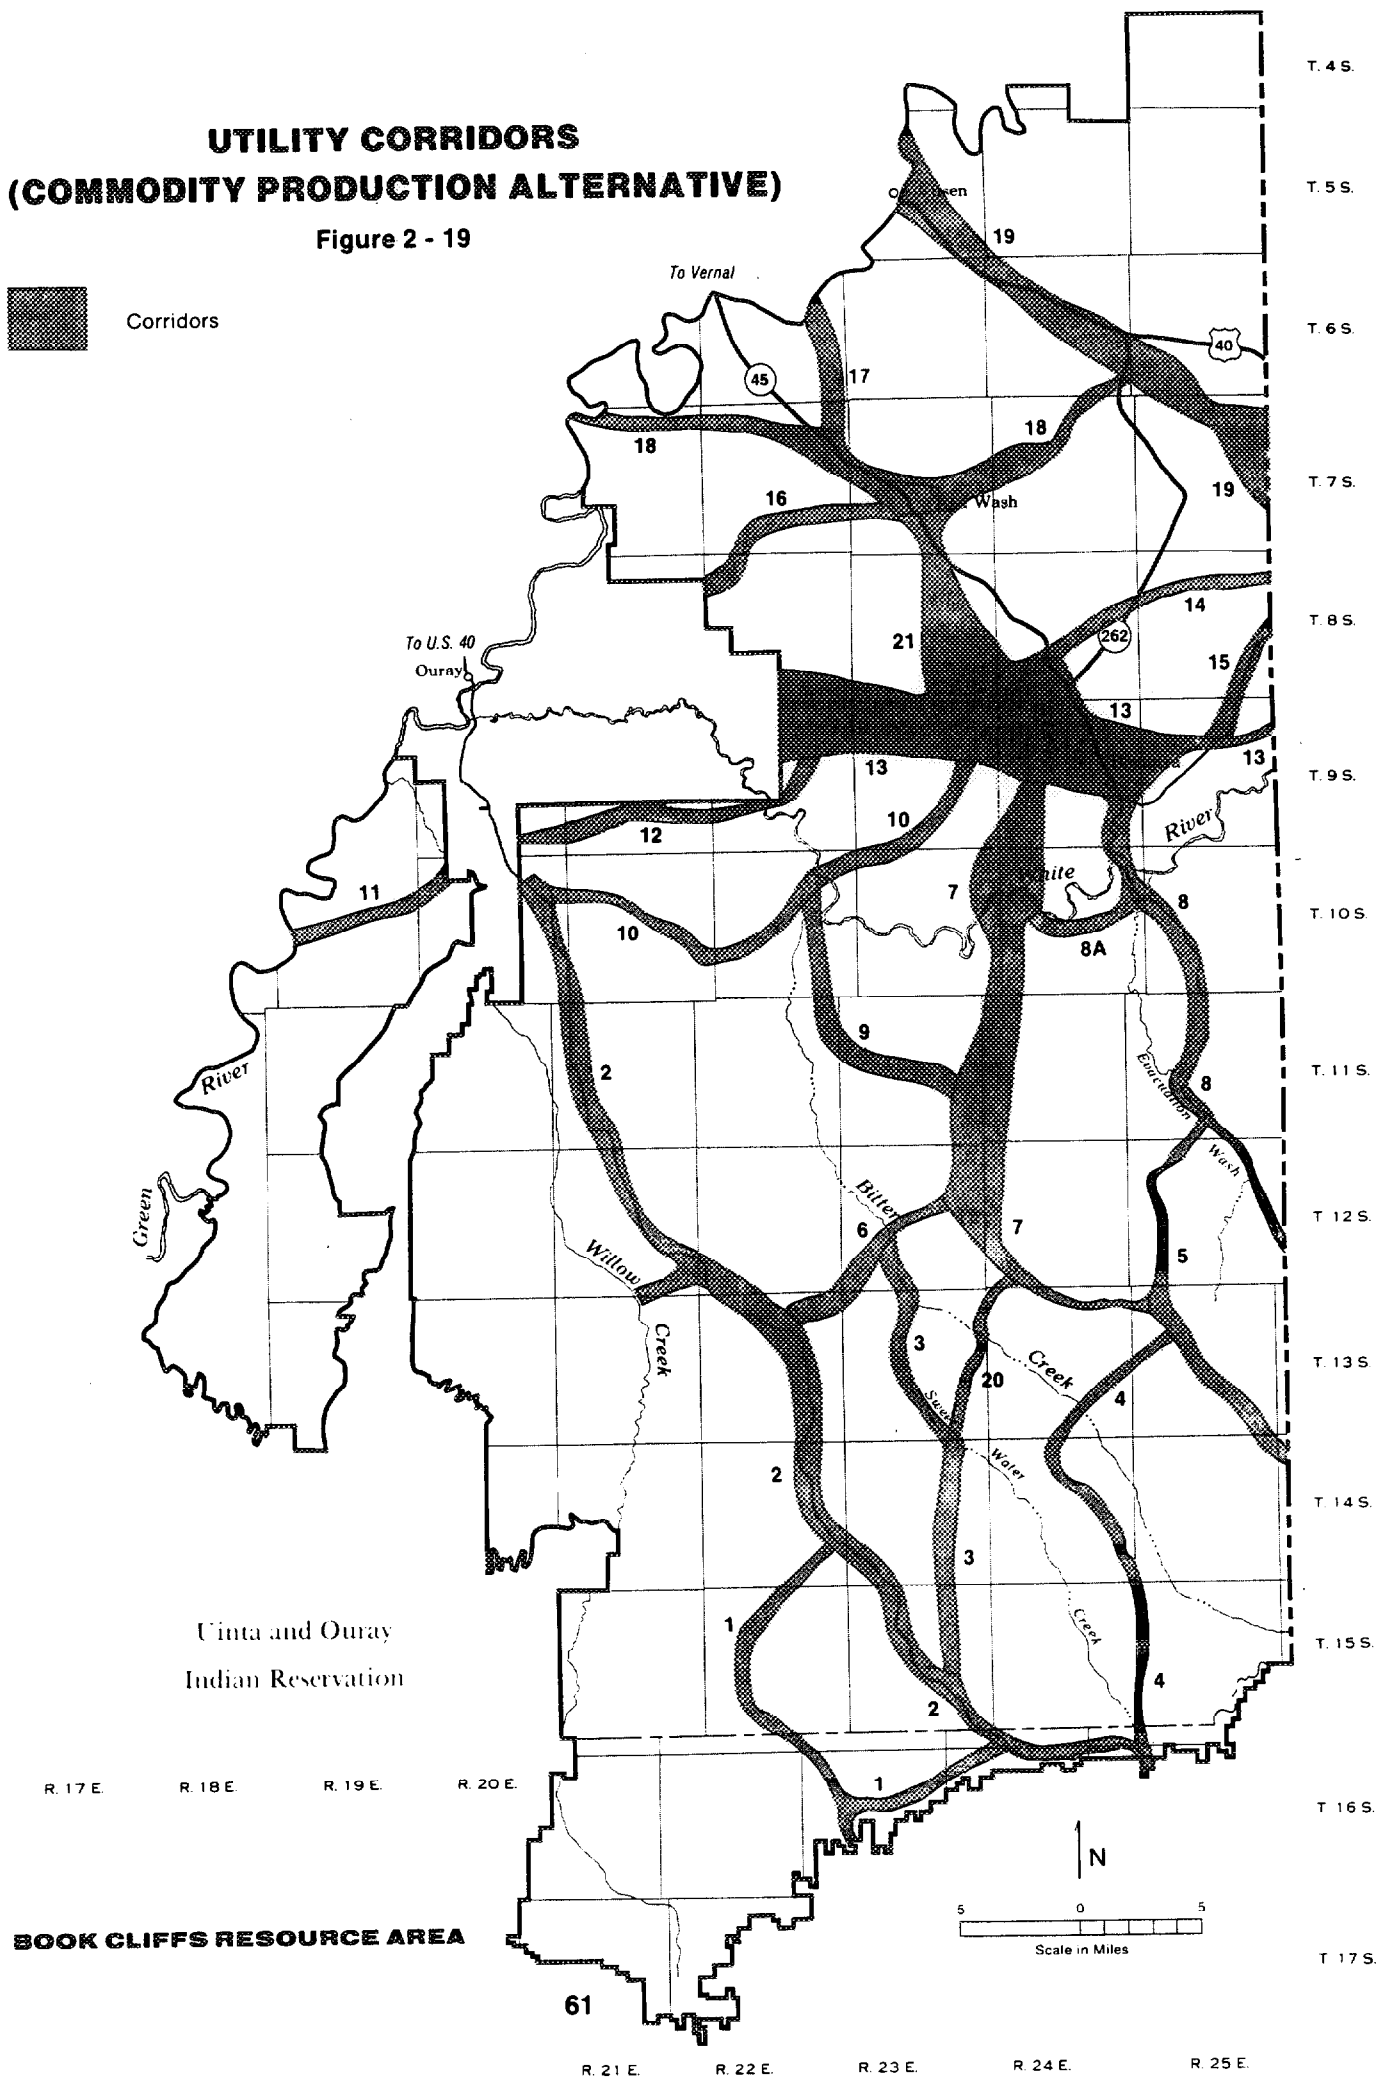 UTILITY CORRIDORS
(COMMODITY PRODUCTION ALTERNATIVE)
Figure 2 - 19
Corridors
T. 4 S.
T. 5 S.
19
To Vernal
T. 6 S.
40
45
17
18
18
19
T. 7 S.
16
Wash
14
T. 8 S.
21
262
15
To U.S. 40
Ouray
13
13
13
T. 9 S.
10
12
River
11
7
White
8
T. 10 S.
10
8A
9
2
River
8
T. 11 S.
Evacuation
Wash
Green
Bitter
T 12 S.
6
7
5
Willow
Creek
3
Creek
T. 13 S.
20
4
Sweet
Water
2
T. 14 S.
3
Creek
1
Uinta and Ouray
Indian Reservation
T. 15 S.
4
2
R. 17 E.
R. 18 E.
R. 19 E.
R. 20 E.
1
T 16 S.
N
5 0 5
Scale in Miles
BOOK CLIFFS RESOURCE AREA
T 17 S.
61
R. 21 E.
R. 22 E.
R. 23 E.
R. 24 E.
R. 25 E.